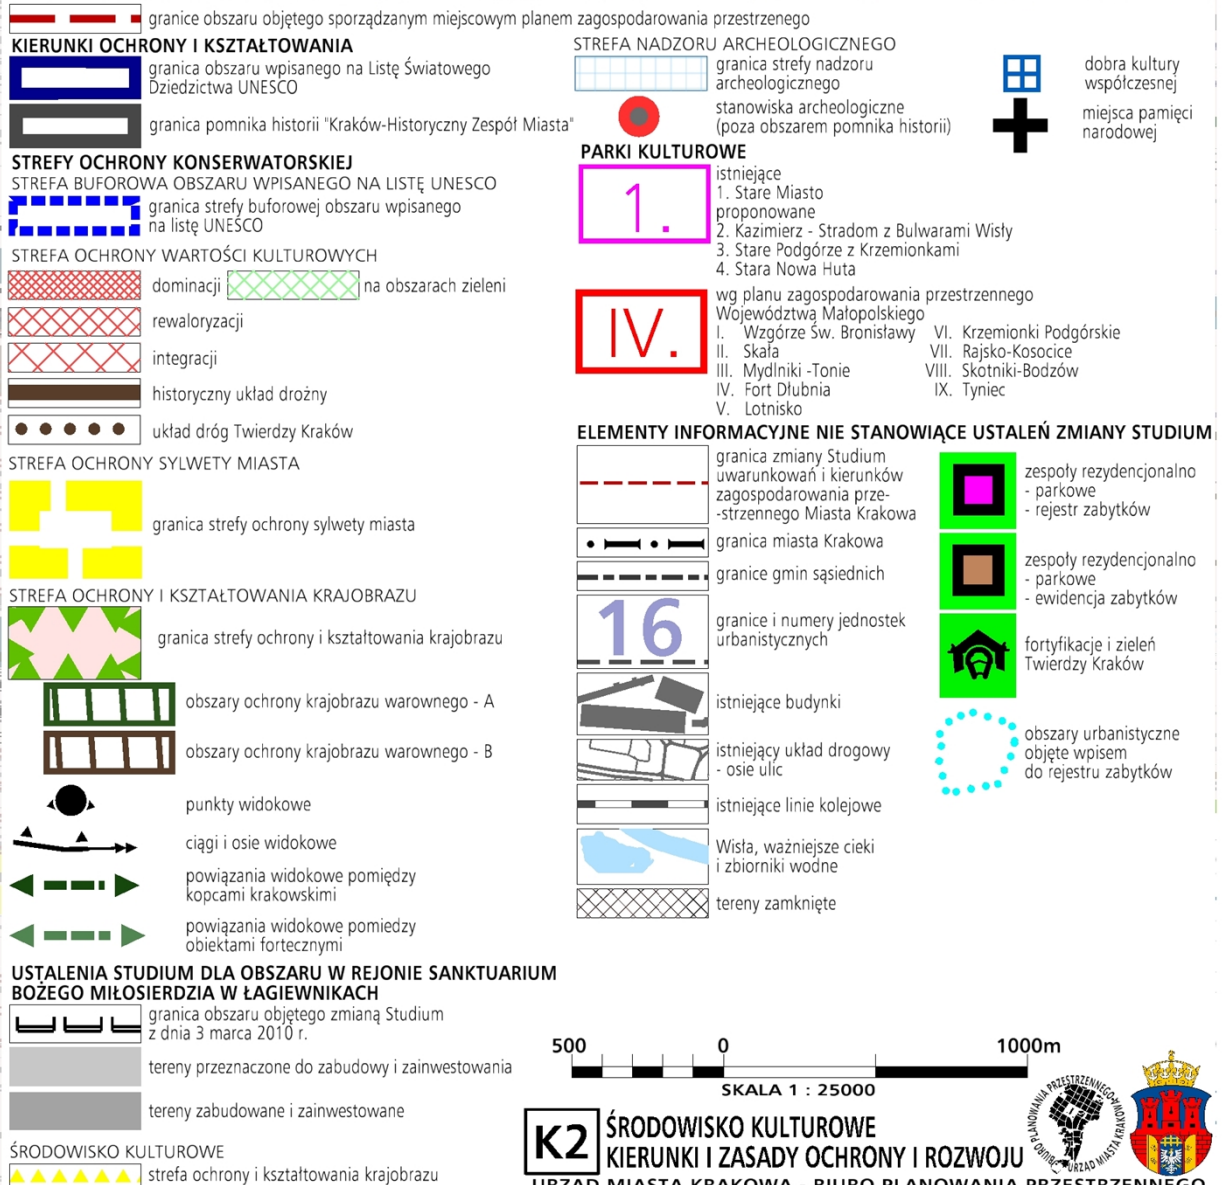 granice obszaru objętego sporządzanym miejscowym planem zagospodarowania przestrzenego
KIERUNKI OCHRONY I KSZTAŁTOWANIA
granica obszaru wpisanego na Listę Światowego
Dziedzictwa UNESCO
granica pomnika historii "Kraków-Historyczny Zespół Miasta"
STREFY OCHRONY KONSERWATORSKIEJ
STREFA BUFOROWA OBSZARU WPISANEGO NA LISTĘ UNESCO
granica strefy buforowej obszaru wpisanego
na listę UNESCO
STREFA OCHRONY WARTOŚCI KULTUROWYCH
dominacji
na obszarach zieleni
rewaloryzacji
integracji
historyczny układ drożny
układ dróg Twierdzy Kraków
STREFA OCHRONY SYLWETY MIASTA
granica strefy ochrony sylwety miasta
STREFA OCHRONY I KSZTAŁTOWANIA KRAJOBRAZU
granica strefy ochrony i kształtowania krajobrazu
obszary ochrony krajobrazu warownego - A
obszary ochrony krajobrazu warownego - B
punkty widokowe
ciągi i osie widokowe
powiązania widokowe pomiędzy
kopcami krakowskimi
powiązania widokowe pomiedzy
obiektami fortecznymi
USTALENIA STUDIUM DLA OBSZARU W REJONIE SANKTUARIUM
BOŻEGO MIŁOSIERDZIA W ŁAGIEWNIKACH
granica obszaru objętego zmianą Studium
z dnia 3 marca 2010 r.
tereny przeznaczone do zabudowy i zainwestowania
tereny zabudowane i zainwestowane
ŚRODOWISKO KULTUROWE
strefa ochrony i kształtowania krajobrazu
STREFA NADZORU ARCHEOLOGICZNEGO
granica strefy nadzoru
archeologicznego
stanowiska archeologiczne
(poza obszarem pomnika historii)
dobra kultury
współczesnej
miejsca pamięci
narodowej
PARKI KULTUROWE
1.
istniejące
1. Stare Miasto
proponowane
2. Kazimierz - Stradom z Bulwarami Wisły
3. Stare Podgórze z Krzemionkami
4. Stara Nowa Huta
IV.
wg planu zagospodarowania przestrzennego
Województwą Małopolskiego
I. Wzgórze Św. Bronisławy VI. Krzemionki Podgórskie
II. Skała VII. Rajsko-Kosocice
III. Mydlniki -Tonie VIII. Skotniki-Bodzów
IV. Fort Dłubnia IX. Tyniec
V. Lotnisko
ELEMENTY INFORMACYJNE NIE STANOWIĄCE USTALEŃ ZMIANY STUDIUM
granica zmiany Studium
uwarunkowań i kierunków
zagospodarowania prze-
-strzennego Miasta Krakowa
granica miasta Krakowa
granice gmin sąsiednich
16
granice i numery jednostek
urbanistycznych
istniejące budynki
istniejący układ drogowy
- osie ulic
istniejące linie kolejowe
Wisła, ważniejsze cieki
i zbiorniki wodne
tereny zamknięte
zespoły rezydencjonalno
- parkowe
- rejestr zabytków
zespoły rezydencjonalno
- parkowe
- ewidencja zabytków
fortyfikacje i zieleń
Twierdzy Kraków
obszary urbanistyczne
objęte wpisem
do rejestru zabytków
500 0 1000m
SKALA 1 : 25000
K2
ŚRODOWISKO KULTUROWE
KIERUNKI I ZASADY OCHRONY I ROZWOJU
BIURO PLANOWANIA PRZESTRZENNEGO
URZĄD MIASTA KRAKOWA
URZĄD MIASTA KRAKOWA - BIURO PLANOWANIA PRZESTRZENNEGO